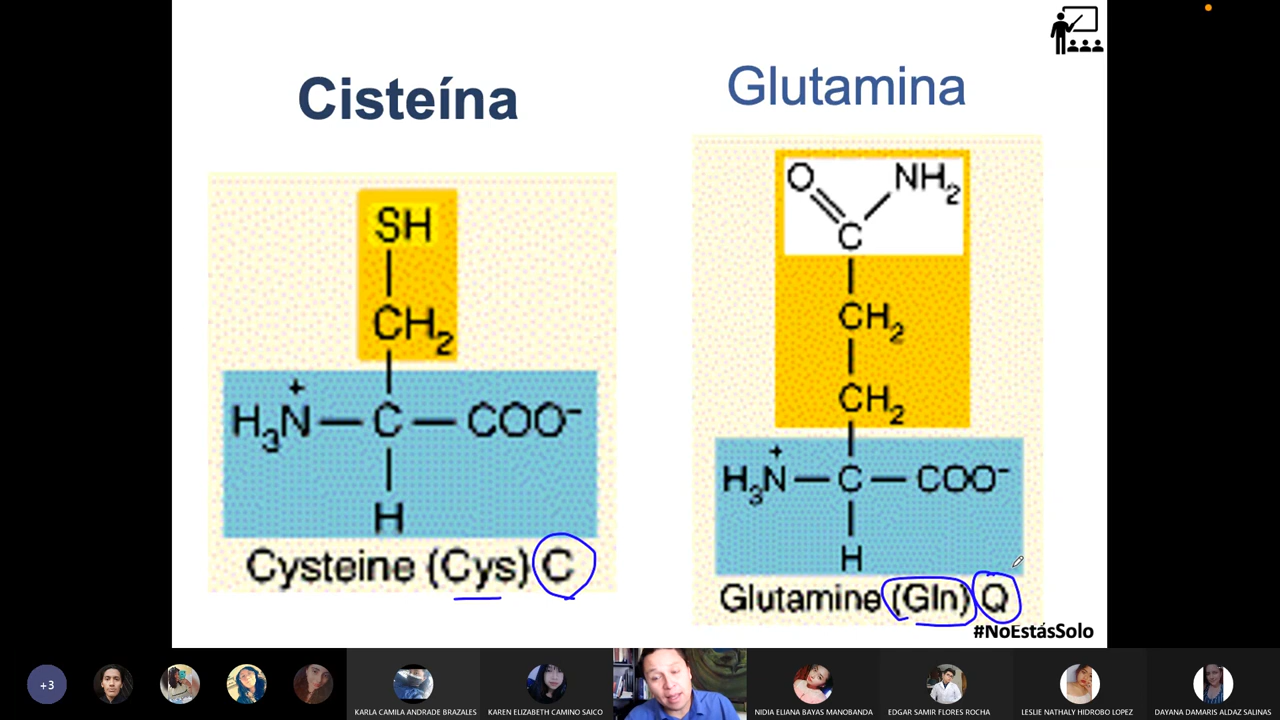 Cisteína
SH
CH₂
H₃N⁺ — C — COO⁻
H
Cysteine (Cys) C
Glutamina
O NH₂
C
CH₂
CH₂
H₃N⁺ — C — COO⁻
H
Glutamine (Gln) Q
#NoEstásSolo
+3
KARLA CAMILA ANDRADE BRAZALES
KAREN ELIZABETH CAMINO SAICO
NIDIA ELIANA BAYAS MANOBANDA
EDGAR SAMIR FLORES ROCHA
LESLIE NATHALY HIDROBO LOPEZ
DAYANA DAMARIS ALDAZ SALINAS